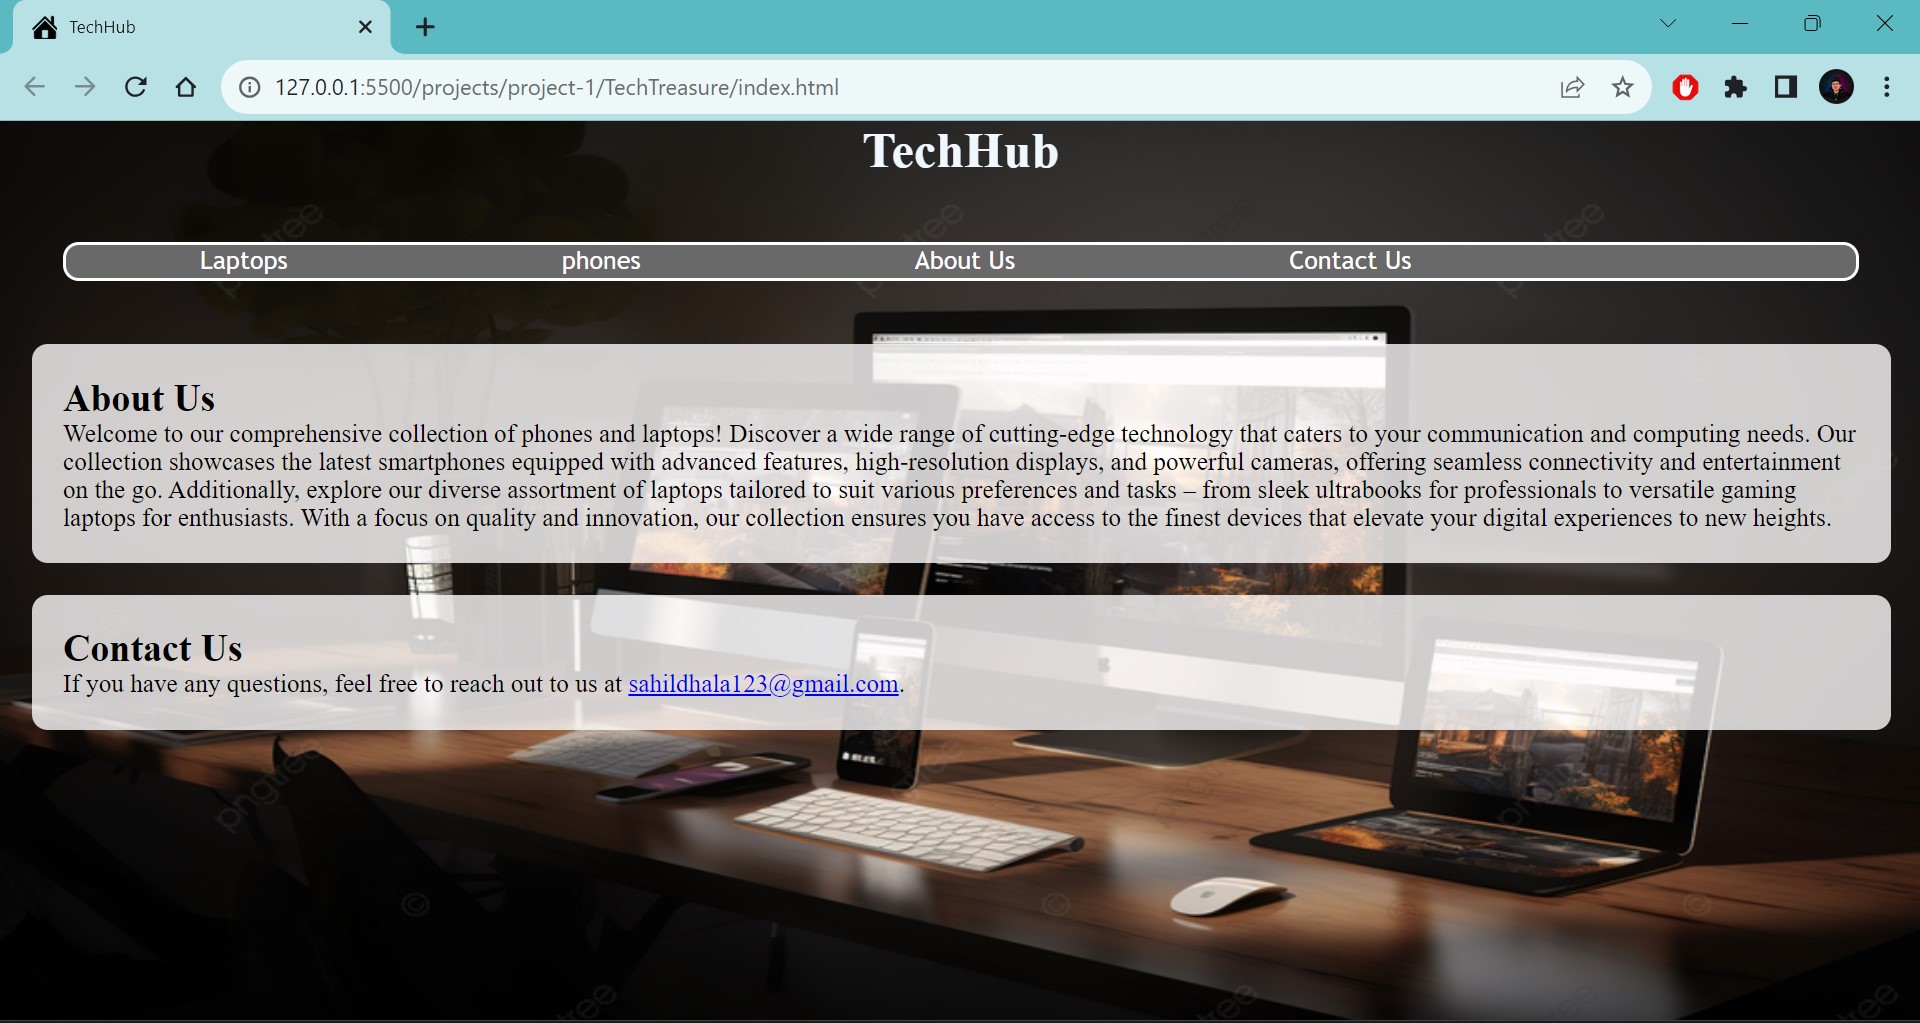 TechHub
127.0.0.1:5500/projects/project-1/TechTreasure/index.html
TechHub
Laptops phones About Us Contact Us
About Us
Welcome to our comprehensive collection of phones and laptops! Discover a wide range of cutting-edge technology that caters to your communication and computing needs. Our
collection showcases the latest smartphones equipped with advanced features, high-resolution displays, and powerful cameras, offering seamless connectivity and entertainment
on the go. Additionally, explore our diverse assortment of laptops tailored to suit various preferences and tasks – from sleek ultrabooks for professionals to versatile gaming
laptops for enthusiasts. With a focus on quality and innovation, our collection ensures you have access to the finest devices that elevate your digital experiences to new heights.
Contact Us
If you have any questions, feel free to reach out to us at sahildhala123@gmail.com.